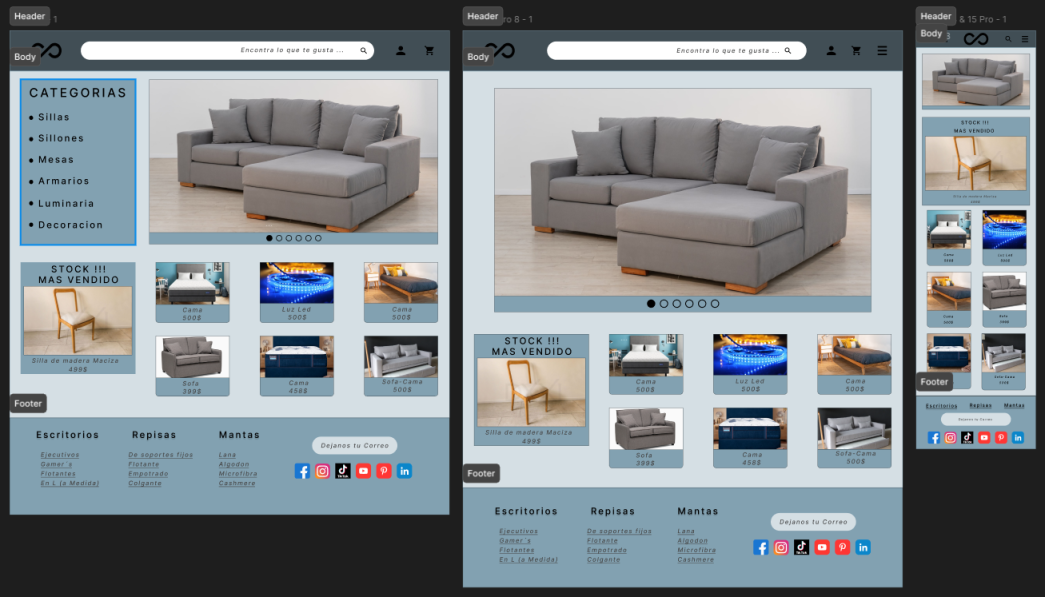 Header
1
Body
Encontra lo que te gusta ...
CATEGORIAS
Sillas
Sillones
Mesas
Armarios
Luminaria
Decoracion
STOCK !!!
MAS VENDIDO
Silla de madera Maciza
499$
Cama
500$
Luz Led
500$
Cama
500$
Sofa
399$
Cama
458$
Sofa-Cama
500$
Footer
Escritorios
Ejecutivos
Gamer´s
Flotantes
En L (a Medida)
Repisas
De soportes fijos
Flotante
Empotrado
Colgante
Mantas
Lana
Algodon
Microfibra
Cashmere
Dejanos tu Correo
TikTok
Header
ro 8 - 1
Body
Encontra lo que te gusta ...
STOCK !!!
MAS VENDIDO
Silla de madera Maciza
499$
Cama
500$
Luz Led
500$
Cama
500$
Sofa
399$
Cama
458$
Sofa-Cama
500$
Footer
Escritorios
Ejecutivos
Gamer´s
Flotantes
En L (a Medida)
Repisas
De soportes fijos
Flotante
Empotrado
Colgante
Mantas
Lana
Algodon
Microfibra
Cashmere
Dejanos tu Correo
TikTok
Header
& 15 Pro - 1
Body
STOCK !!!
MAS VENDIDO
Silla de madera Maciza
Cama
500$
Luz Led
500$
Cama
500$
Sofa
Sofa-Cama
Footer
Escritorios
Repisas
Mantas
Dejanos tu Correo